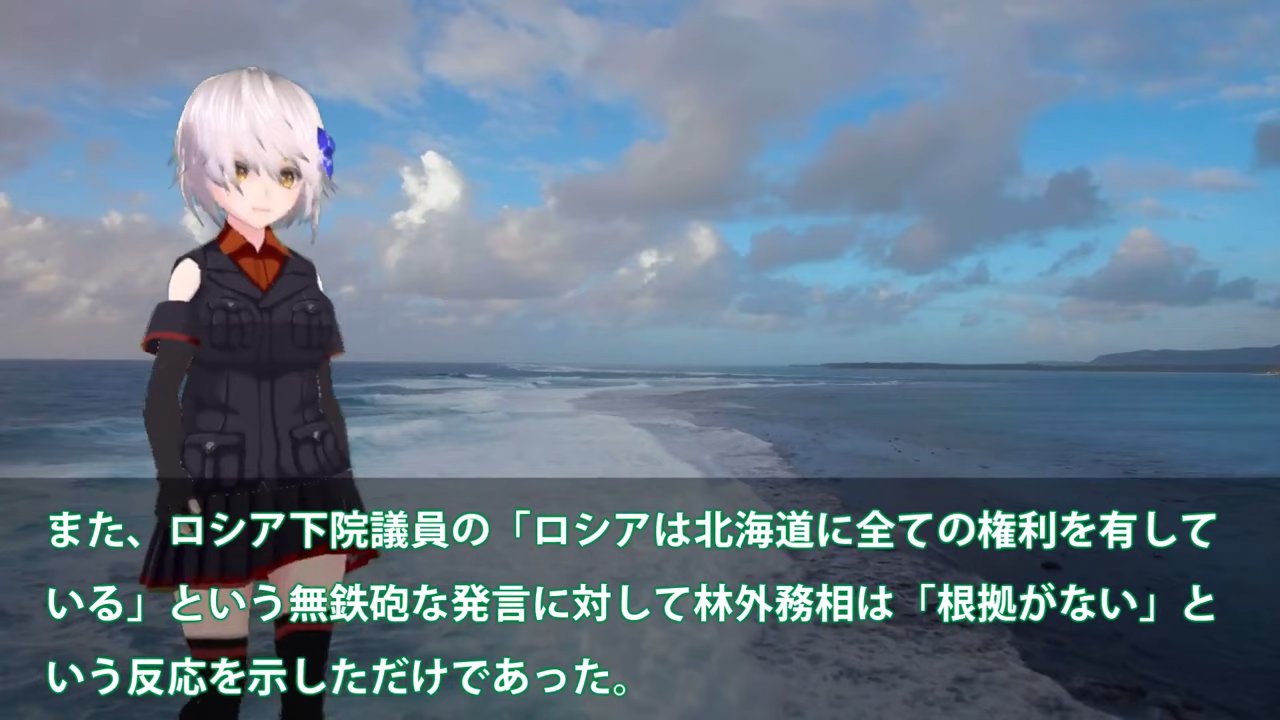 また、ロシア下院議員の「ロシアは北海道に全ての権利を有して
いる」という無鉄砲な発言に対して林外務相は「根拠がない」と
いう反応を示しただけであった。